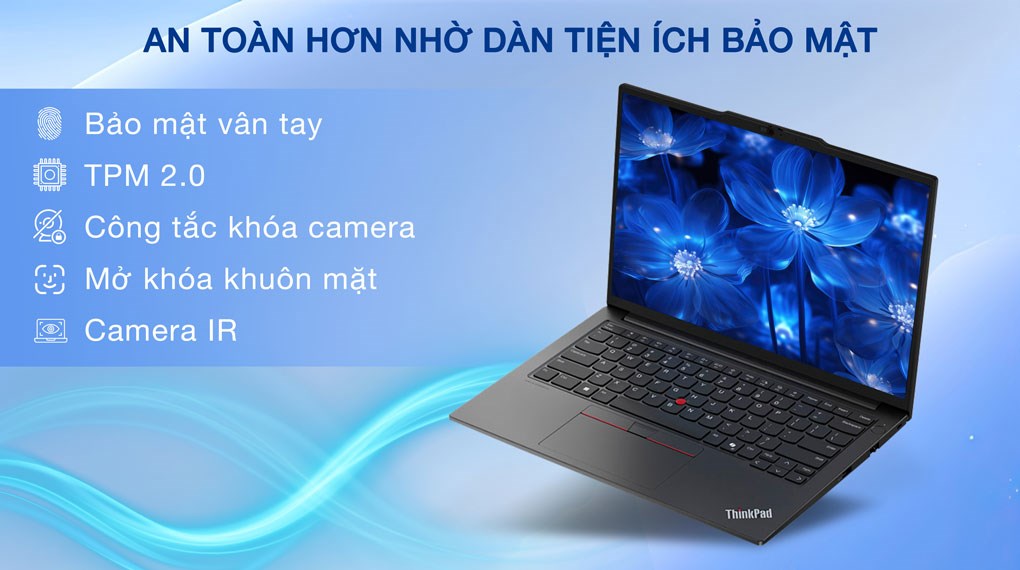 AN TOÀN HƠN NHỜ DÀN TIỆN ÍCH BẢO MẬT
Bảo mật vân tay
TPM 2.0
Công tắc khóa camera
Mở khóa khuôn mặt
Camera IR
ThinkPad